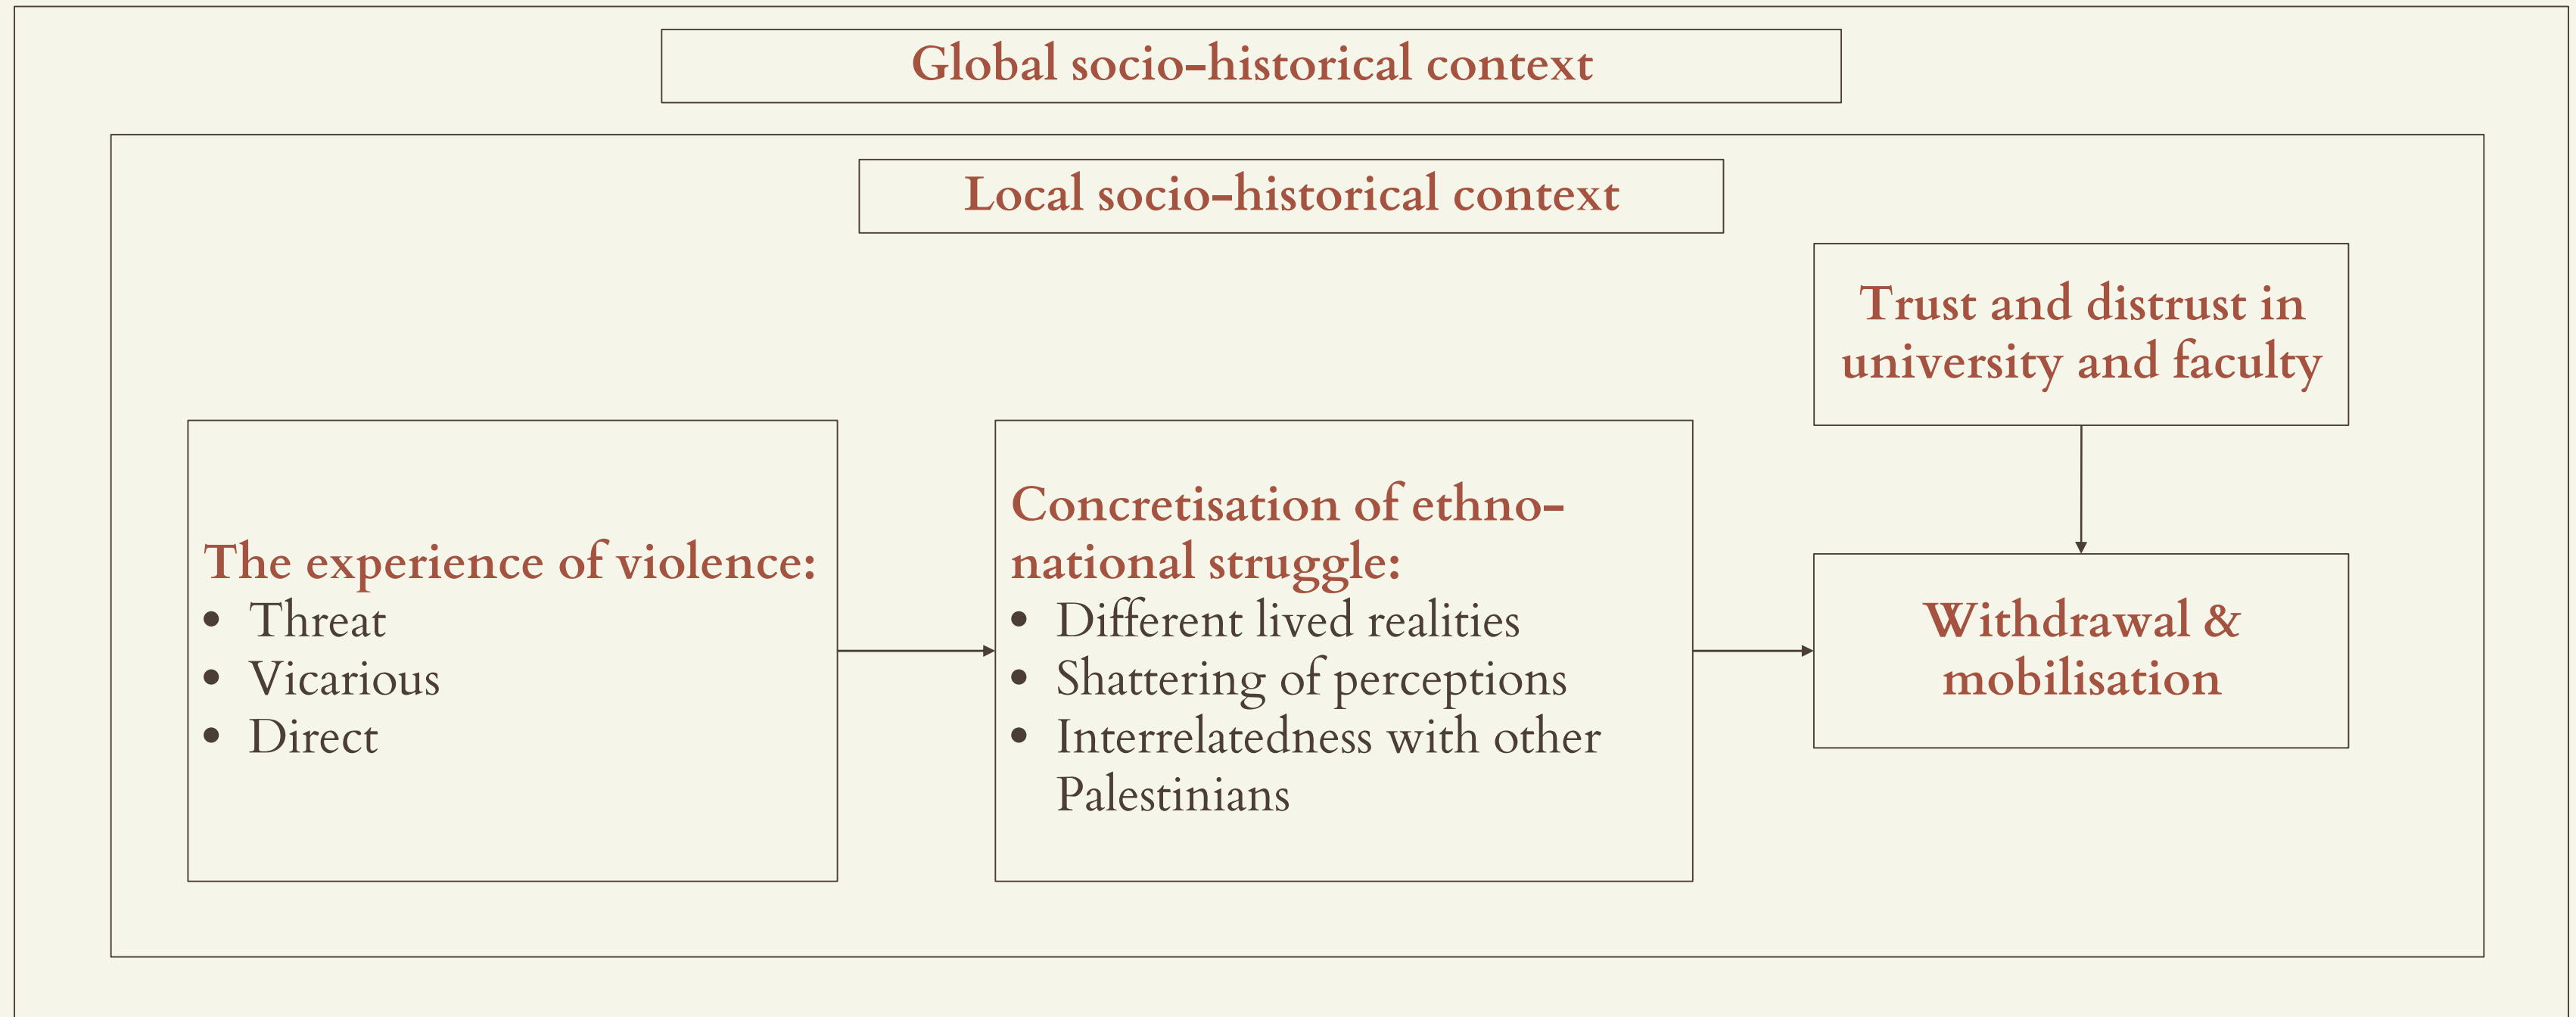 Global socio-historical context
Local socio-historical context
Trust and distrust in
university and faculty
The experience of violence:
• Threat
• Vicarious
• Direct
Concretisation of ethno-
national struggle:
• Different lived realities
• Shattering of perceptions
• Interrelatedness with other
Palestinians
Withdrawal &
mobilisation